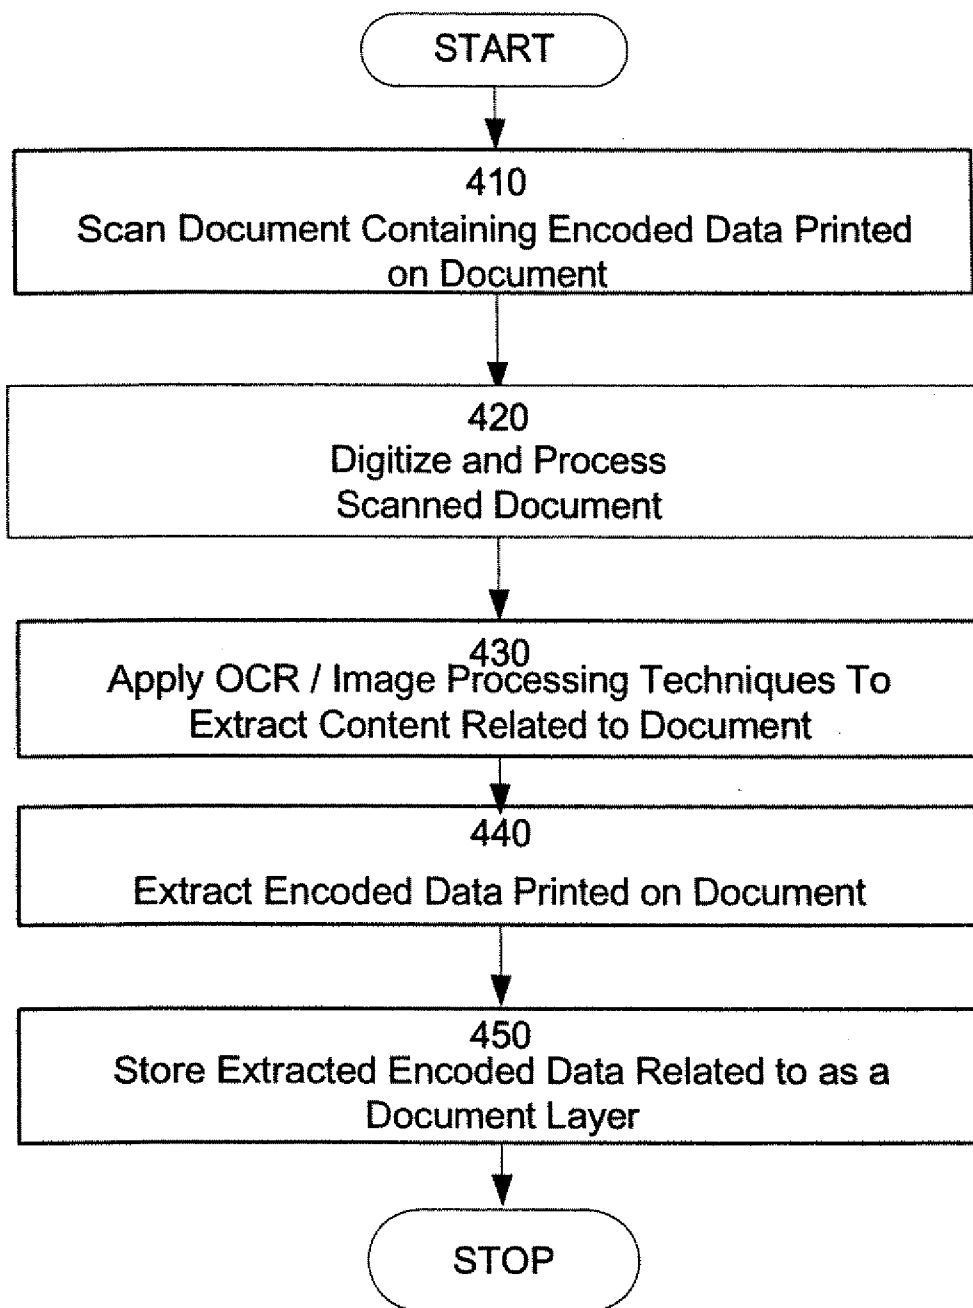 START
410
Scan Document Containing Encoded Data Printed
on Document
420
Digitize and Process
Scanned Document
430
Apply OCR / Image Processing Techniques To
Extract Content Related to Document
440
Extract Encoded Data Printed on Document
450
Store Extracted Encoded Data Related to as a
Document Layer
STOP